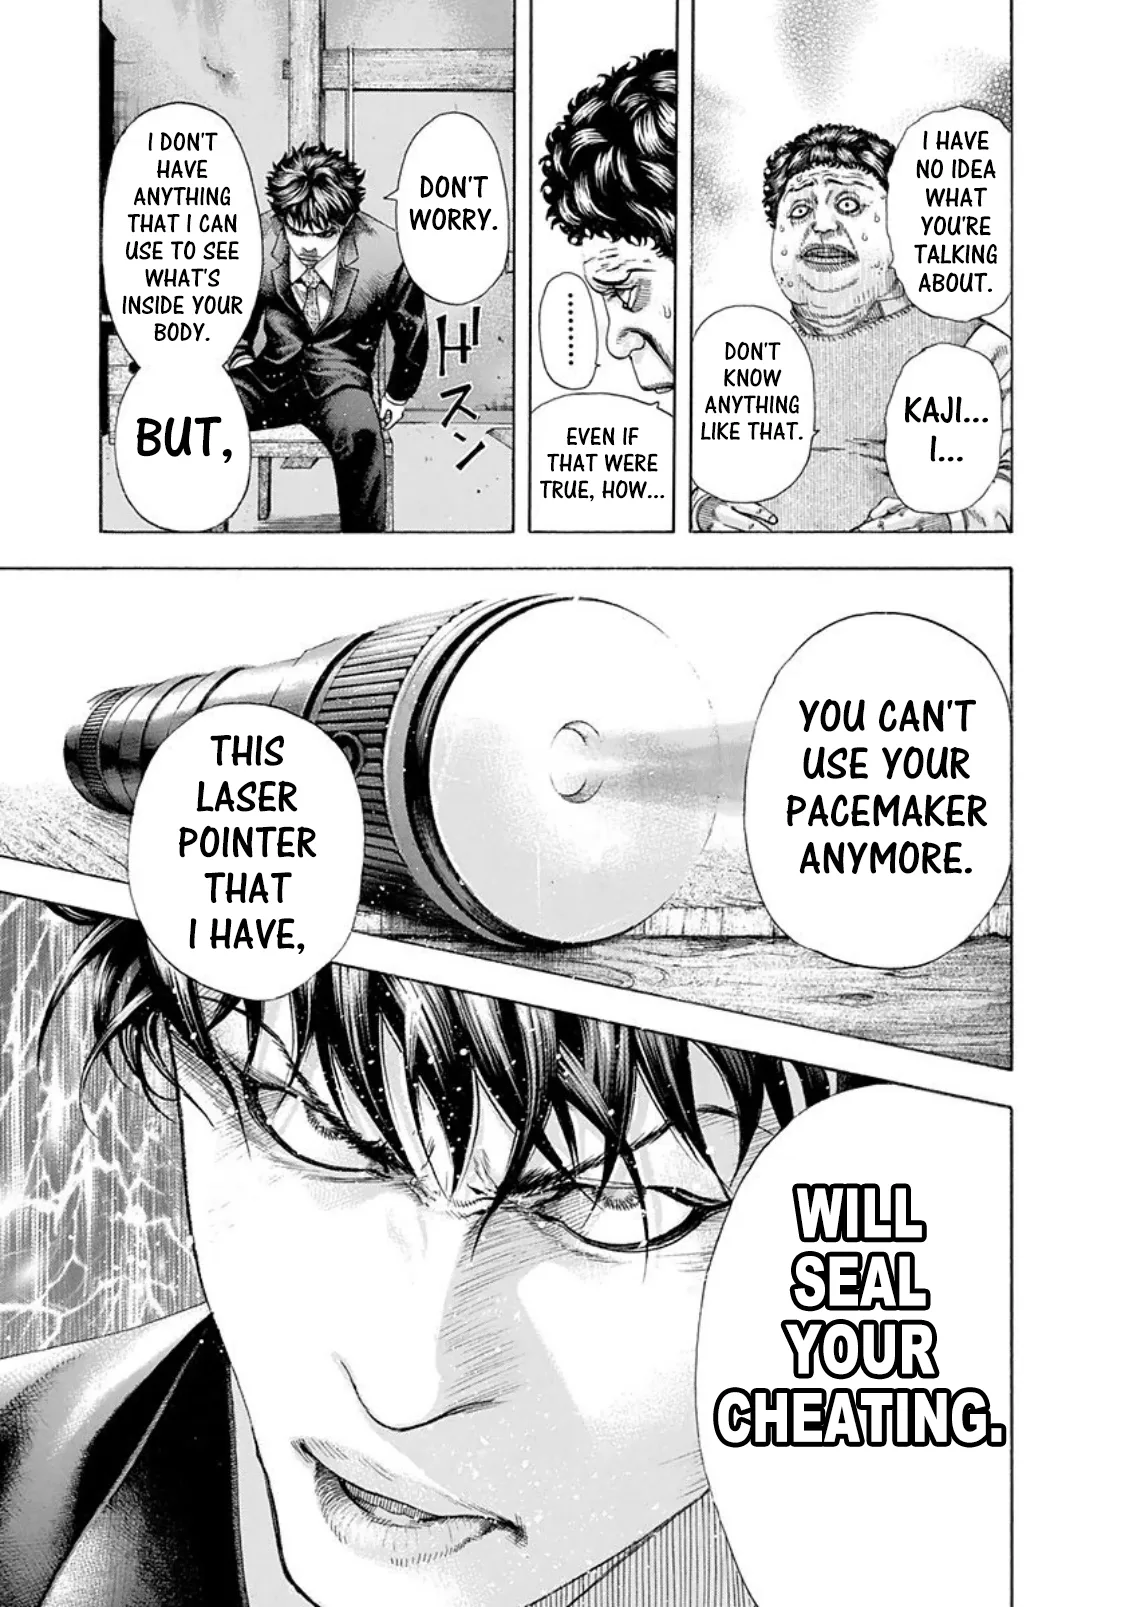 I HAVE
NO IDEA
WHAT
YOU'RE
TALKING
ABOUT.
KAJI...
I...
DON'T
KNOW
ANYTHING
LIKE THAT.
.........
EVEN IF
THAT WERE
TRUE, HOW...
DON'T
WORRY.
ドスン
I DON'T
HAVE
ANYTHING
THAT I CAN
USE TO SEE
WHAT'S
INSIDE YOUR
BODY.
BUT,
YOU CAN'T
USE YOUR
PACEMAKER
ANYMORE.
THIS
LASER
POINTER
THAT
I HAVE,
WILL
SEAL
YOUR
CHEATING.